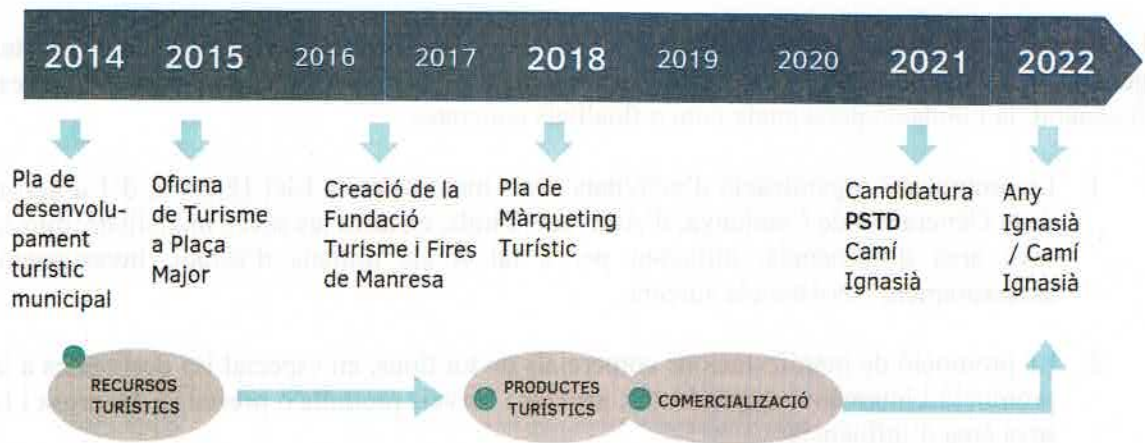 2014 2015 2016 2017 2018 2019 2020 2021 2022
Pla de
desenvolu-
pament
turístic
municipal
Oficina
de Turisme
a Plaça
Major
Creació de la
Fundació
Turisme i Fires
de Manresa
Pla de
Màrqueting
Turístic
Candidatura
PSTD
Camí
Ignasià
Any
Ignasià
/ Camí
Ignasià
RECURSOS
TURÍSTICS
PRODUCTES
TURÍSTICS
COMERCIALIZACIÓ